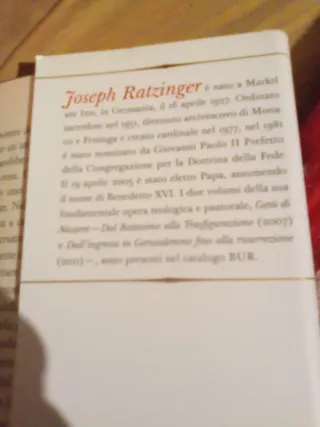 Joseph Ratzinger è nato a Marktl
am Inn, in Germania, il 16 aprile 1927. Ordinato
sacerdote nel 1951, divenuto arcivescovo di Mona-
co e Frisinga e creato cardinale nel 1977, nel 1981
è stato nominato da Giovanni Paolo II Prefetto
della Congregazione per la Dottrina della Fede.
Il 19 aprile 2005 è stato eletto Papa, assumendo
il nome di Benedetto XVI. I due volumi della sua
fondamentale opera teologica e pastorale, Gesù di
Nazaret – Dal Battesimo alla Trasfigurazione (2007)
e Dall'ingresso in Gerusalemme fino alla risurrezione
(2011) –, sono presenti nel catalogo BUR.